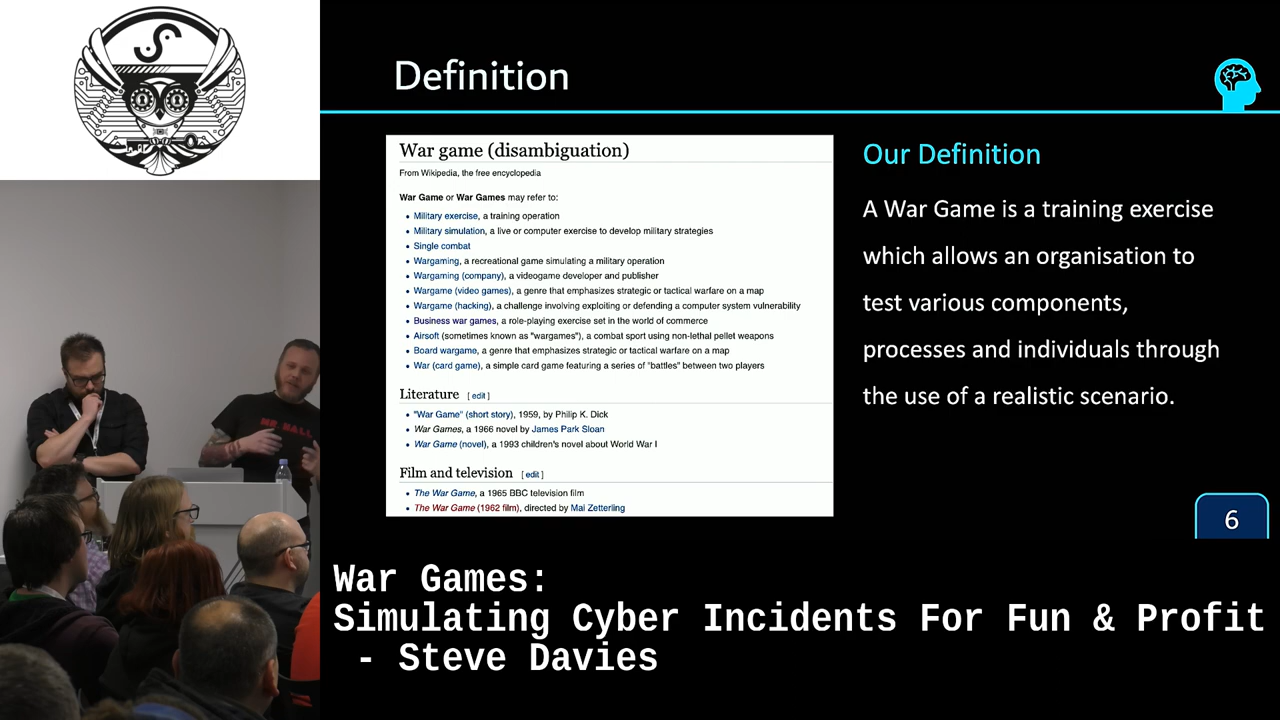 Definition
War game (disambiguation)
From Wikipedia, the free encyclopedia
War Game or War Games may refer to:
• Military exercise, a training operation
• Military simulation, a live or computer exercise to develop military strategies
• Single combat
• Wargaming, a recreational game simulating a military operation
• Wargaming (company), a videogame developer and publisher
• Wargame (video games), a genre that emphasizes strategic or tactical warfare on a map
• Wargame (hacking), a challenge involving exploiting or defending a computer system vulnerability
• Business war games, a role-playing exercise set in the world of commerce
• Airsoft (sometimes known as "wargames"), a combat sport using non-lethal pellet weapons
• Board wargame, a genre that emphasizes strategic or tactical warfare on a map
• War (card game), a simple card game featuring a series of "battles" between two players
Literature [ edit ]
• "War Game" (short story), 1959, by Philip K. Dick
• War Games, a 1966 novel by James Park Sloan
• War Game (novel), a 1993 children's novel about World War I
Film and television [ edit ]
• The War Game, a 1965 BBC television film
• The War Game (1962 film), directed by Mai Zetterling
Our Definition
A War Game is a training exercise
which allows an organisation to
test various components,
processes and individuals through
the use of a realistic scenario.
6
War Games:
Simulating Cyber Incidents For Fun & Profit
- Steve Davies